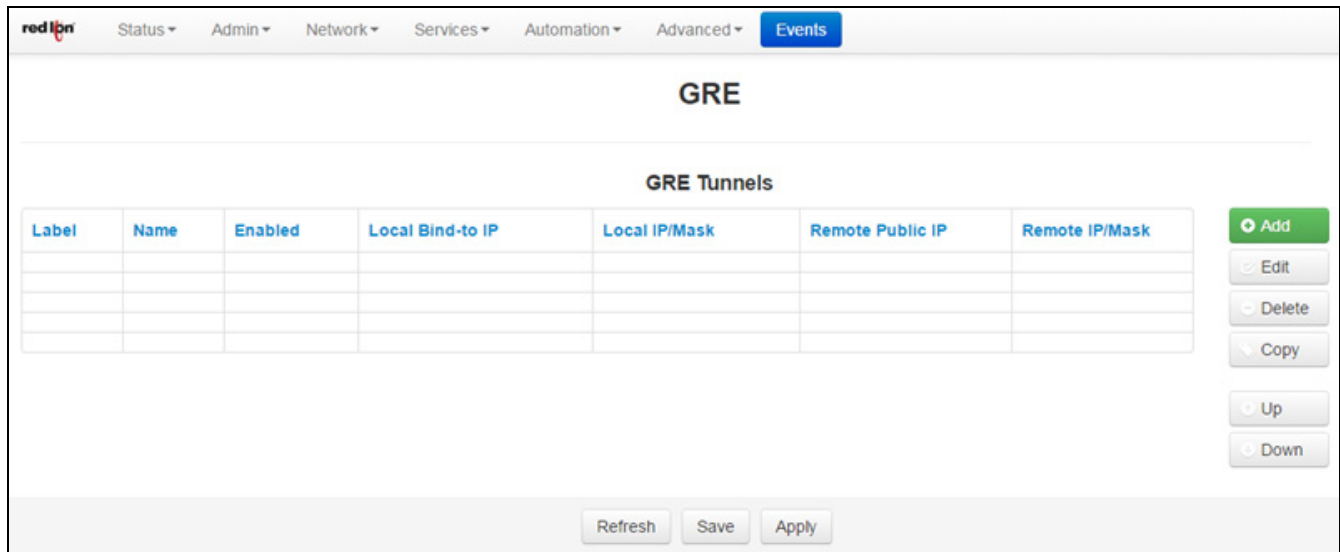 red lion Status Admin Network Services Automation Advanced Events
GRE
GRE Tunnels
Label Name Enabled Local Bind-to IP Local IP/Mask Remote Public IP Remote IP/Mask
Add
Edit
Delete
Copy
Up
Down
Refresh Save Apply